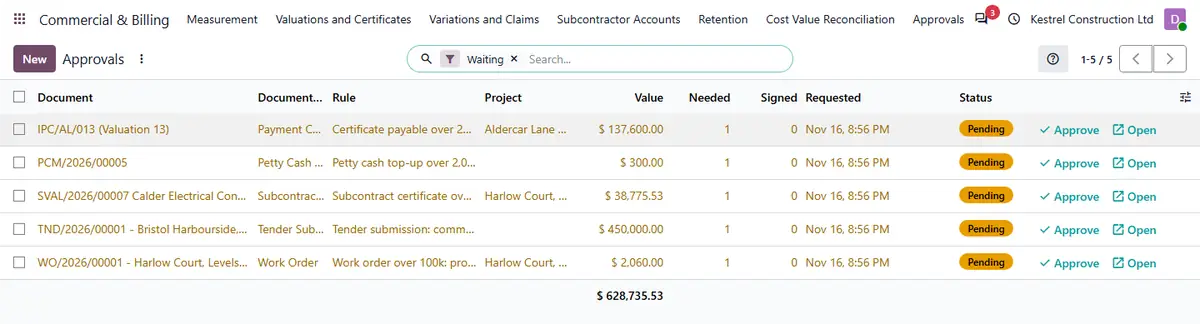 Commercial & Billing Measurement Valuations and Certificates Variations and Claims Subcontractor Accounts Retention Cost Value Reconciliation Approvals 3 Kestrel Construction Ltd D
New Approvals Waiting × Search... 1-5 / 5
Document Document... Rule Project Value Needed Signed Requested Status
IPC/AL/013 (Valuation 13) Payment C... Certificate payable over 2... Aldercar Lane ... $ 137,600.00 1 0 Nov 16, 8:56 PM Pending Approve Open
PCM/2026/00005 Petty Cash ... Petty cash top-up over 2,0... $ 300.00 1 0 Nov 16, 8:56 PM Pending Approve Open
SVAL/2026/00007 Calder Electrical Con... Subcontrac... Subcontract certificate ov... Harlow Court, ... $ 38,775.53 1 0 Nov 16, 8:56 PM Pending Approve Open
TND/2026/00001 - Bristol Harbourside,... Tender Sub... Tender submission: comm... $ 450,000.00 1 0 Nov 16, 8:56 PM Pending Approve Open
WO/2026/00001 - Harlow Court, Levels... Work Order Work order over 100k: pro... Harlow Court, ... $ 2,060.00 1 0 Nov 16, 8:56 PM Pending Approve Open
$ 628,735.53